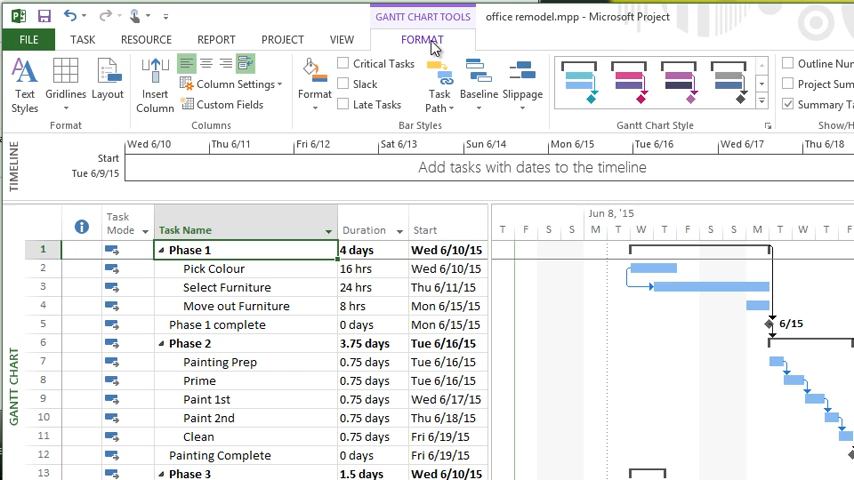 GANTT CHART TOOLS
office remodel.mpp - Microsoft Project
FILE TASK RESOURCE REPORT PROJECT VIEW FORMAT
Text Styles
Gridlines
Layout
Format
Insert Column
Column Settings
Custom Fields
Columns
Format
Critical Tasks
Slack
Late Tasks
Task Path
Baseline
Slippage
Bar Styles
Gantt Chart Style
Outline Num
Project Sum
Summary Ta
Show/H
TIMELINE
Start
Tue 6/9/15
Wed 6/10 Thu 6/11 Fri 6/12 Sat 6/13 Mon 6/15 Tue 6/16 Wed 6/17 Thu 6/18
Add tasks with dates to the timeline
GANTT CHART
Task Mode Task Name Duration Start
Jun 8, '15
T F S S M T W T F S S M T W T F
1 Phase 1 4 days Wed 6/10/15
2 Pick Colour 16 hrs Wed 6/10/15
3 Select Furniture 24 hrs Thu 6/11/15
4 Move out Furniture 8 hrs Mon 6/15/15
5 Phase 1 complete 0 days Mon 6/15/15 6/15
6 Phase 2 3.75 days Tue 6/16/15
7 Painting Prep 0.75 days Tue 6/16/15
8 Prime 0.75 days Tue 6/16/15
9 Paint 1st 0.75 days Wed 6/17/15
10 Paint 2nd 0.75 days Thu 6/18/15
11 Clean 0.75 days Fri 6/19/15
12 Painting Complete 0 days Fri 6/19/15
13 Phase 3 1.5 days Wed 6/10/15